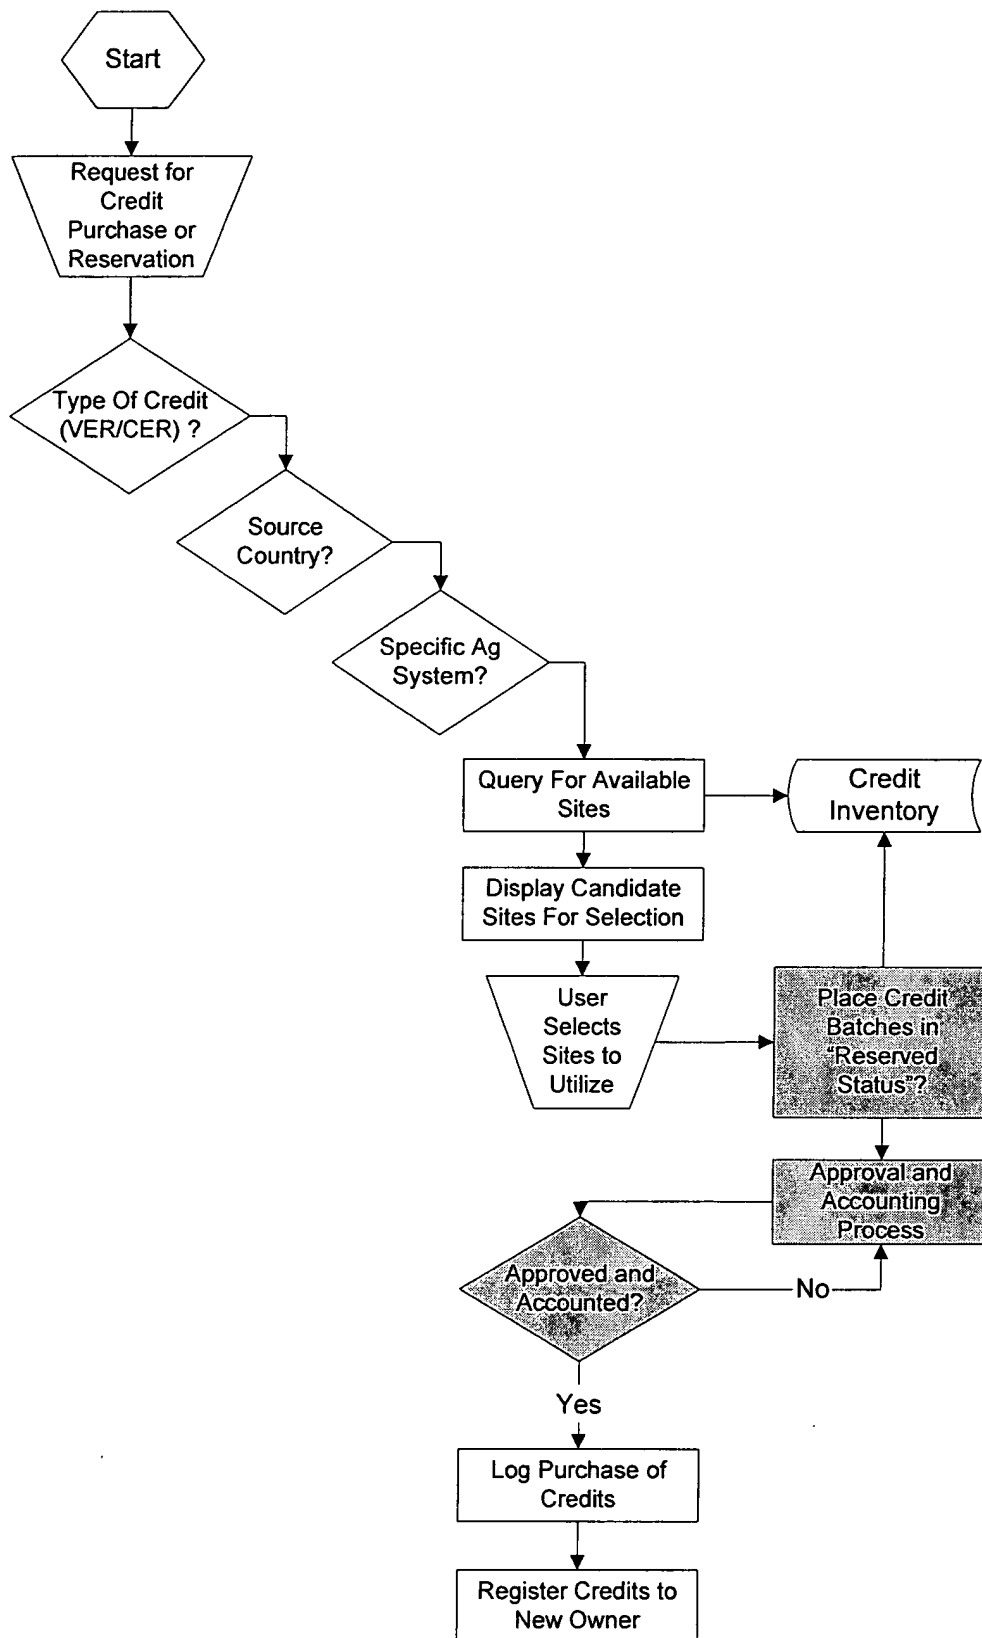 Start
Request for
Credit
Purchase or
Reservation
Type Of Credit
(VER/CER) ?
Source
Country?
Specific Ag
System?
Query For Available
Sites
Credit
Inventory
Display Candidate
Sites For Selection
User
Selects
Sites to
Utilize
Place Credit
Batches in
“Reserved
Status”?
Approval and
Accounting
Process
Approved and
Accounted?
No
Yes
Log Purchase of
Credits
Register Credits to
New Owner